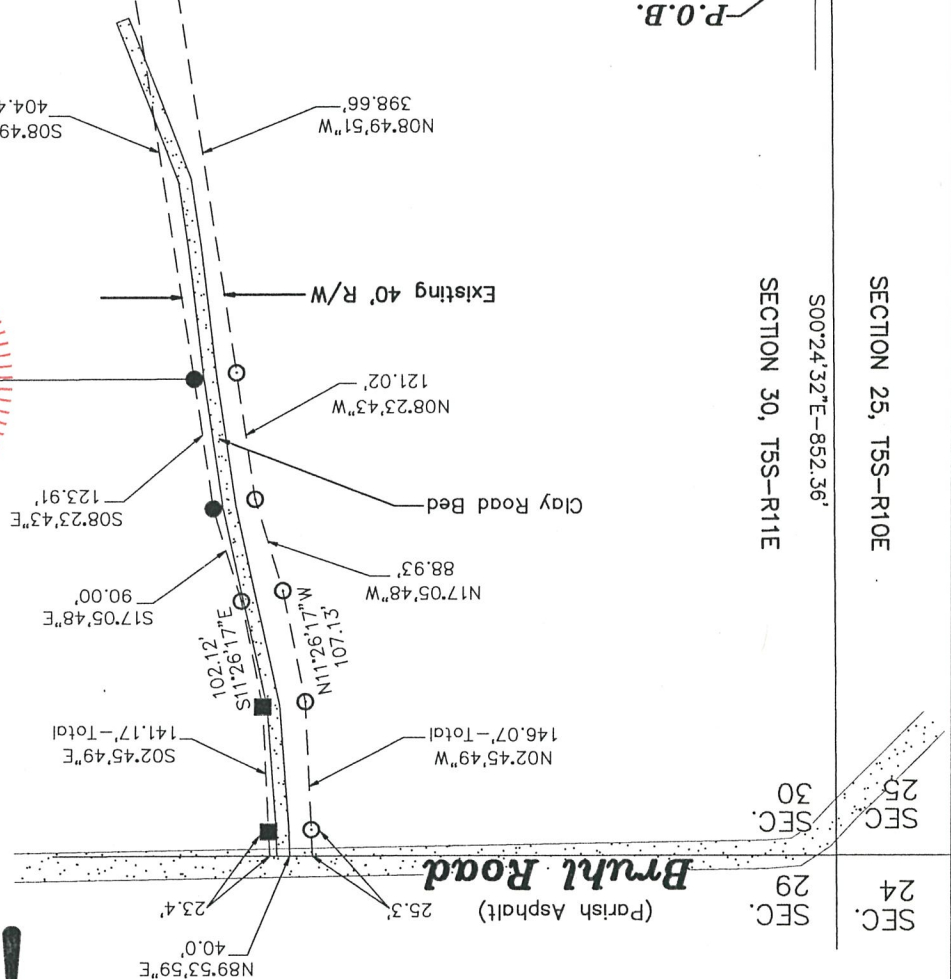 N89°53'59"E
40.0'
SEC.
24
SEC.
29
(Parish Asphalt)
Bruhl Road
25.3'
23.4'
SEC
25
SEC.
30
N02°45'49"W
146.07'-Total
S02°45'49"E
141.17'-Total
N11°26'17"W
107.13'
S11°26'17"E
102.12'
N17°05'48"W
88.93'
S17°05'48"E
90.00'
Clay Road Bed
S08°23'43"E
123.91'
N08°23'43"W
121.02'
SECTION 25, T5S-R10E
S00°24'32"E-852.36'
SECTION 30, T5S-R11E
Existing 40' R/W
N08°49'51"W
398.66'
S08°49
404.4
P.O.B.